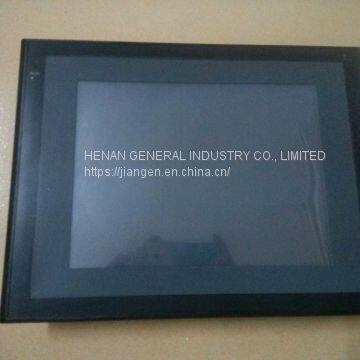 HENAN GENERAL INDUSTRY CO., LIMITED
https://jiangen.en.china.cn/